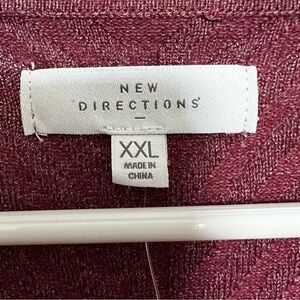 NEW
DIRECTIONS
XXL
MADE IN
CHINA